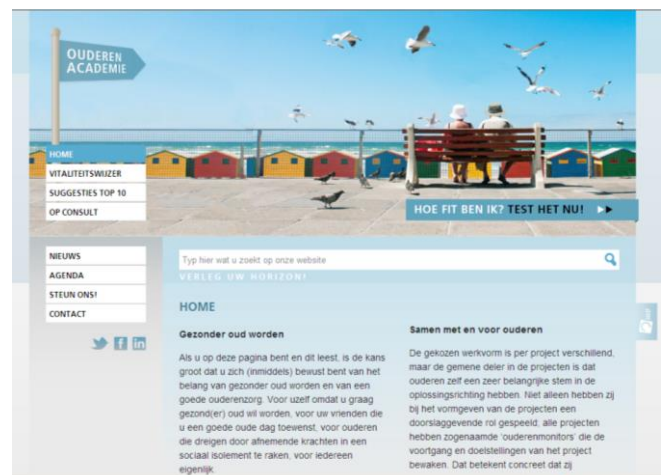 OUDEREN
ACADEMIE
HOME
VITALITEITSWIJZER
SUGGESTIES TOP 10
OP CONSULT
HOE FIT BEN IK? TEST HET NU!
NIEUWS
AGENDA
STEUN ONS!
CONTACT
Typ hier wat u zoekt op onze website
VERLEG UW HORIZON!
HOME
Gezonder oud worden
Als u op deze pagina bent en dit leest, is de kans
groot dat u zich (inmiddels) bewust bent van het
belang van gezonder oud worden en van een
goede ouderenzorg. Voor uzelf omdat u graag
gezond(er) oud wil worden, voor uw vrienden die
u een goede oude dag toewenst, voor ouderen
die dreigen door afnemende krachten in een
sociaal isolement te raken, voor iedereen
eigenlijk
Samen met en voor ouderen
De gekozen werkvorm is per project verschillend,
maar de gemene deler in de projecten is dat
ouderen zelf een zeer belangrijke stem in de
oplossingsrichting hebben. Niet alleen hebben zij
bij het vormgeven van de projecten een
doorslaggevende rol gespeeld, alle projecten
hebben zogenaamde 'ouderenmonitors' die de
voortgang en doelstellingen van het project
bewaken. Dat betekent concreet dat zij